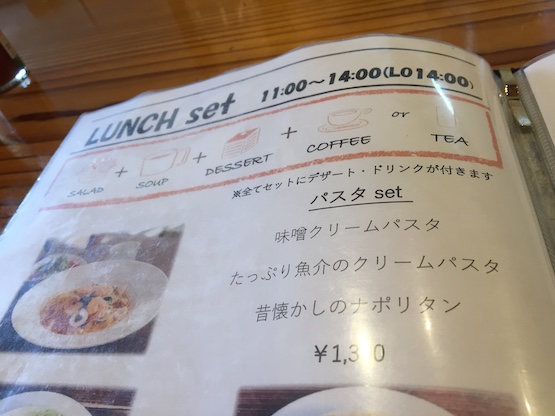 LUNCH set 11:00～14:00(LO14:00)
SALAD + SOUP + DESSERT + COFFEE or TEA
※全てセットにデザート・ドリンクが付きます
パスタ set
味噌クリームパスタ
たっぷり魚介のクリームパスタ
昔懐かしのナポリタン